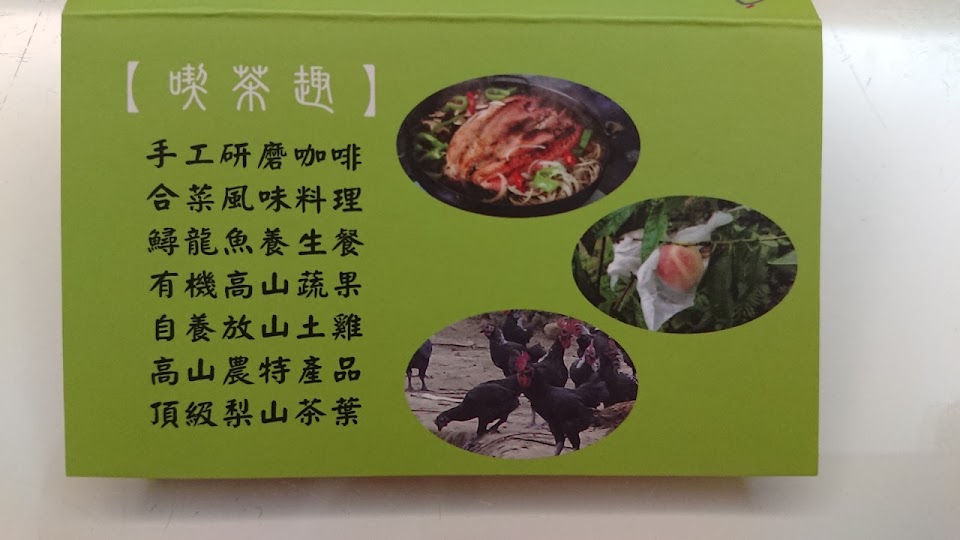 【喫茶趣】
手工研磨咖啡
合菜風味料理
鱘龍魚養生餐
有機高山蔬果
自養放山土雞
高山農特產品
頂級梨山茶葉